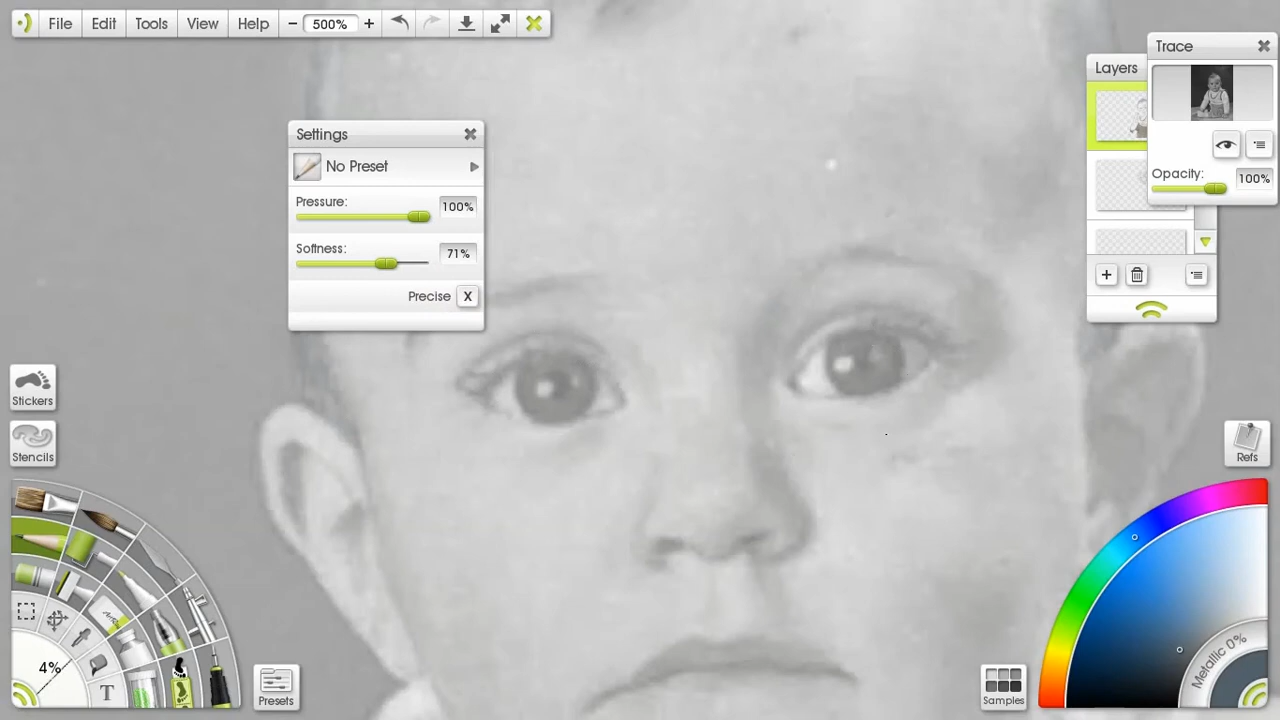 File Edit Tools View Help − 500% +
Trace
Layers
Settings
No Preset
Opacity: 100%
Pressure: 100%
Softness: 71%
Precise X
Stickers
Stencils
Refs
4%
T
Presets
Samples
Metallic 0%